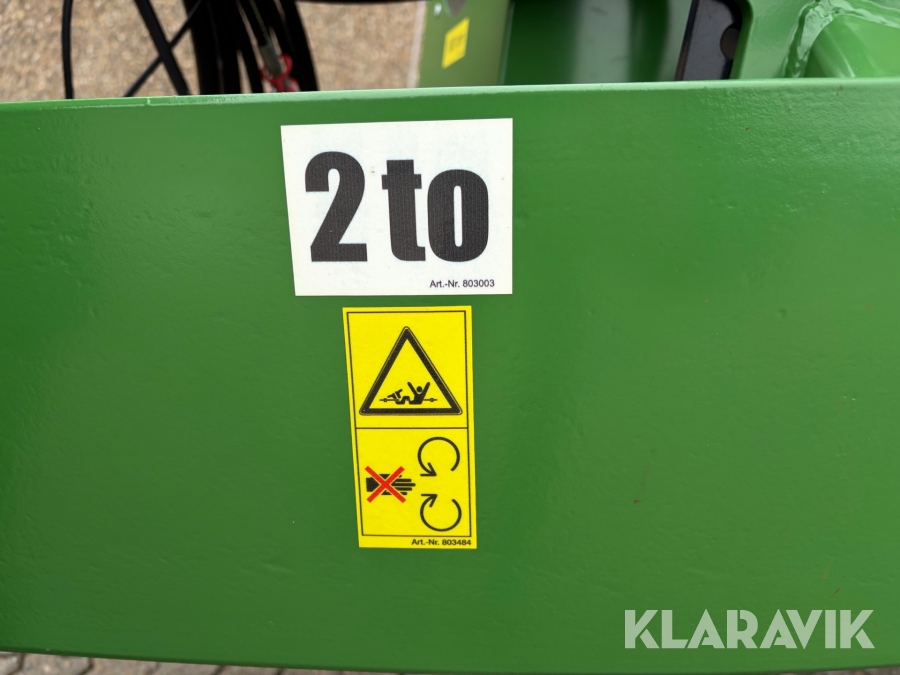 2 to
Art.-Nr. 803003
Art.-Nr. 803484
KLARAVIK